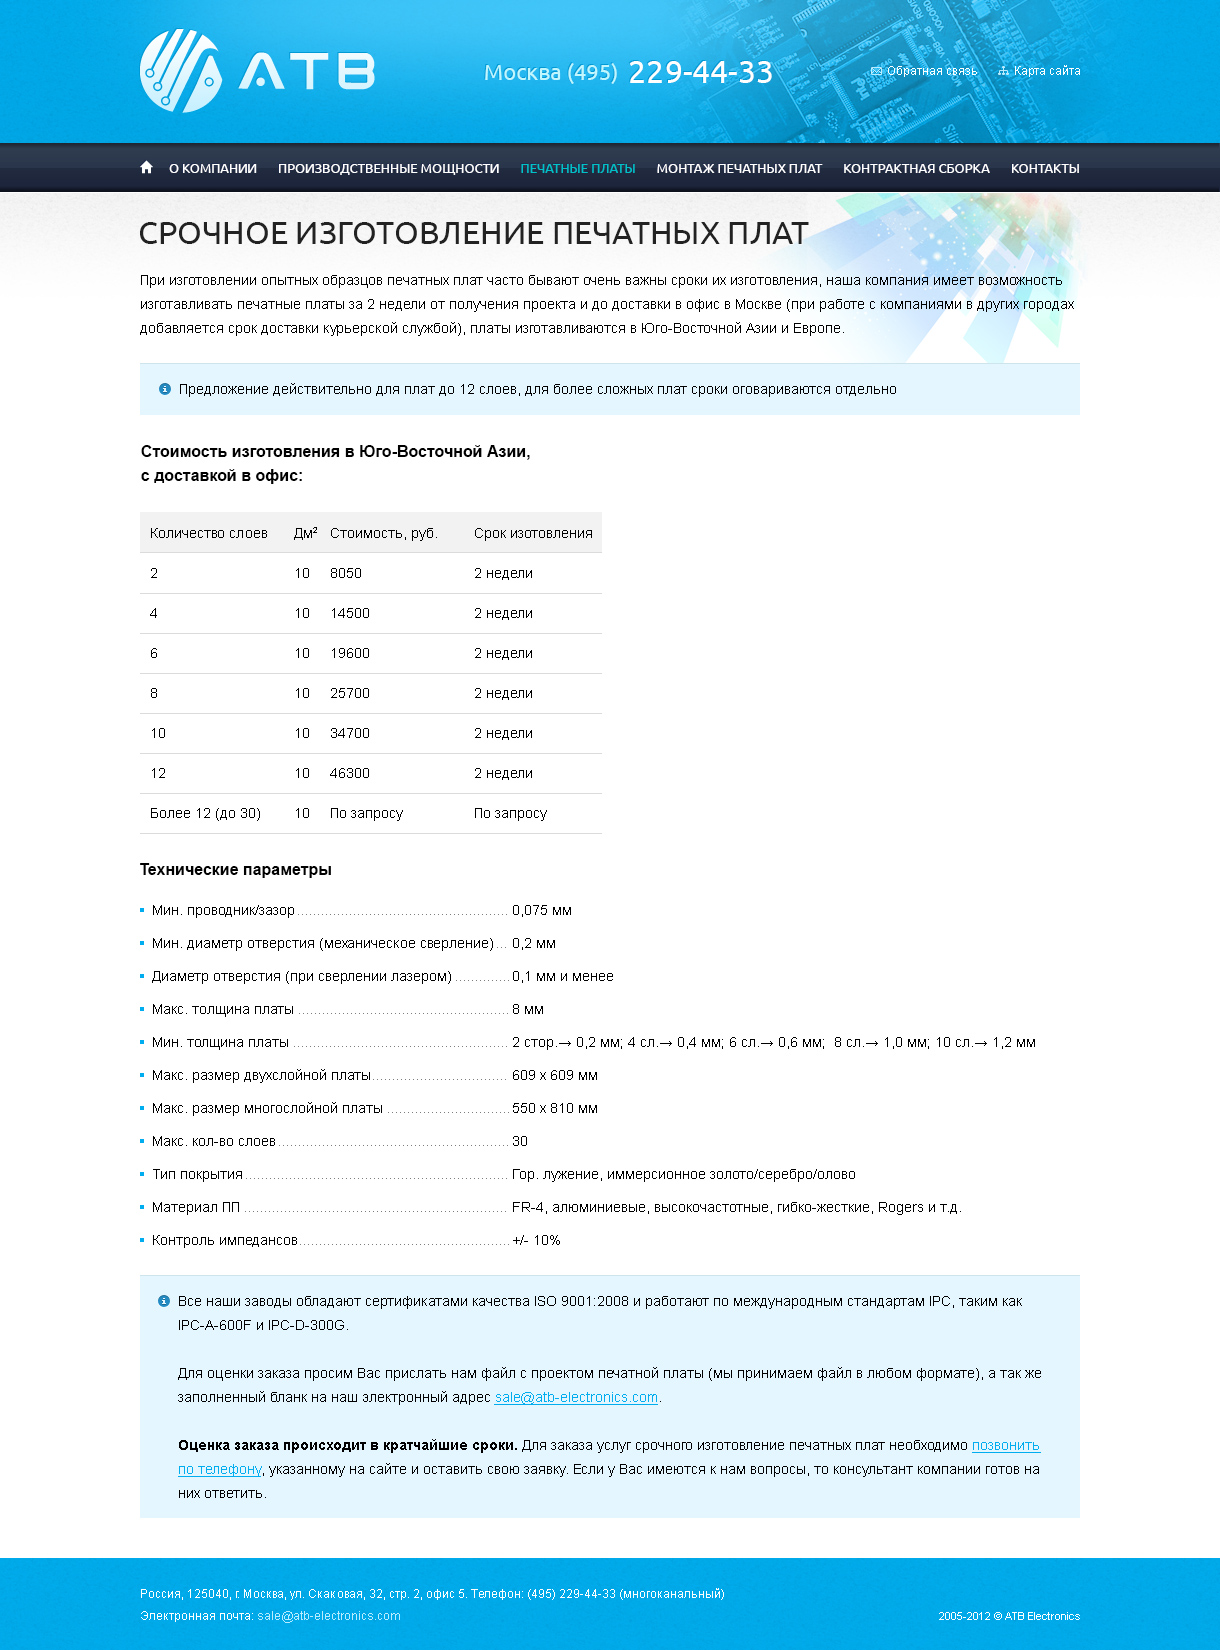 АТВ
Москва (495) 229-44-33
Обратная связь
Карта сайта
О КОМПАНИИ ПРОИЗВОДСТВЕННЫЕ МОЩНОСТИ ПЕЧАТНЫЕ ПЛАТЫ МОНТАЖ ПЕЧАТНЫХ ПЛАТ КОНТРАКТНАЯ СБОРКА КОНТАКТЫ
СРОЧНОЕ ИЗГОТОВЛЕНИЕ ПЕЧАТНЫХ ПЛАТ
При изготовлении опытных образцов печатных плат часто бывают очень важны сроки их изготовления, наша компания имеет возможность
изготавливать печатные платы за 2 недели от получения проекта и до доставки в офис в Москве (при работе с компаниями в других городах
добавляется срок доставки курьерской службой), платы изготавливаются в Юго-Восточной Азии и Европе.
Предложение действительно для плат до 12 слоев, для более сложных плат сроки оговариваются отдельно
Стоимость изготовления в Юго-Восточной Азии,
с доставкой в офис:
Количество слоев Дм² Стоимость, руб. Срок изотовления
2 10 8050 2 недели
4 10 14500 2 недели
6 10 19600 2 недели
8 10 25700 2 недели
10 10 34700 2 недели
12 10 46300 2 недели
Более 12 (до 30) 10 По запросу По запросу
Технические параметры
Мин. проводник/зазор 0,075 мм
Мин. диаметр отверстия (механическое сверление) 0,2 мм
Диаметр отверстия (при сверлении лазером) 0,1 мм и менее
Макс. толщина платы 8 мм
Мин. толщина платы 2 стор.→ 0,2 мм; 4 сл.→ 0,4 мм; 6 сл.→ 0,6 мм; 8 сл.→ 1,0 мм; 10 сл.→ 1,2 мм
Макс. размер двухслойной платы 609 х 609 мм
Макс. размер многослойной платы 550 х 810 мм
Макс. кол-во слоев 30
Тип покрытия Гор. лужение, иммерсионное золото/серебро/олово
Материал ПП FR-4, алюминиевые, высокочастотные, гибко-жесткие, Rogers и т.д.
Контроль импедансов +/- 10%
Все наши заводы обладают сертификатами качества ISO 9001:2008 и работают по международным стандартам IPC, таким как
IPC-A-600F и IPC-D-300G.
Для оценки заказа просим Вас прислать нам файл с проектом печатной платы (мы принимаем файл в любом формате), а так же
заполненный бланк на наш электронный адрес sale@atb-electronics.com.
Оценка заказа происходит в кратчайшие сроки. Для заказа услуг срочного изготовление печатных плат необходимо позвонить
по телефону, указанному на сайте и оставить свою заявку. Если у Вас имеются к нам вопросы, то консультант компании готов на
них ответить.
Россия, 125040, г. Москва, ул. Скаковая, 32, стр. 2, офис 5. Телефон: (495) 229-44-33 (многоканальный)
Электронная почта: sale@atb-electronics.com
2005-2012 © ATB Electronics